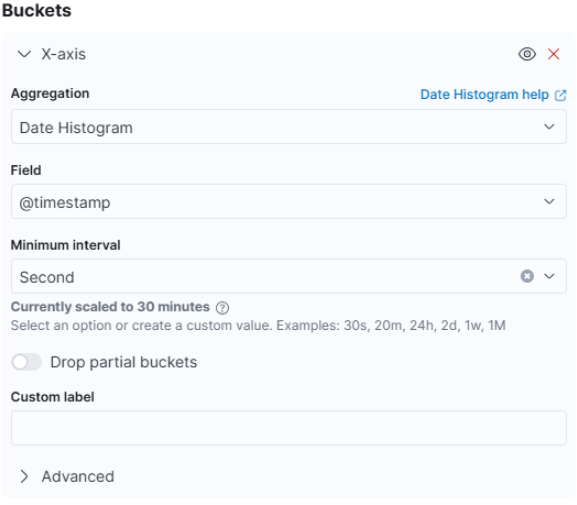 Buckets
X-axis
Aggregation
Date Histogram help
Date Histogram
Field
@timestamp
Minimum interval
Second
Currently scaled to 30 minutes
Select an option or create a custom value. Examples: 30s, 20m, 24h, 2d, 1w, 1M
Drop partial buckets
Custom label
Advanced